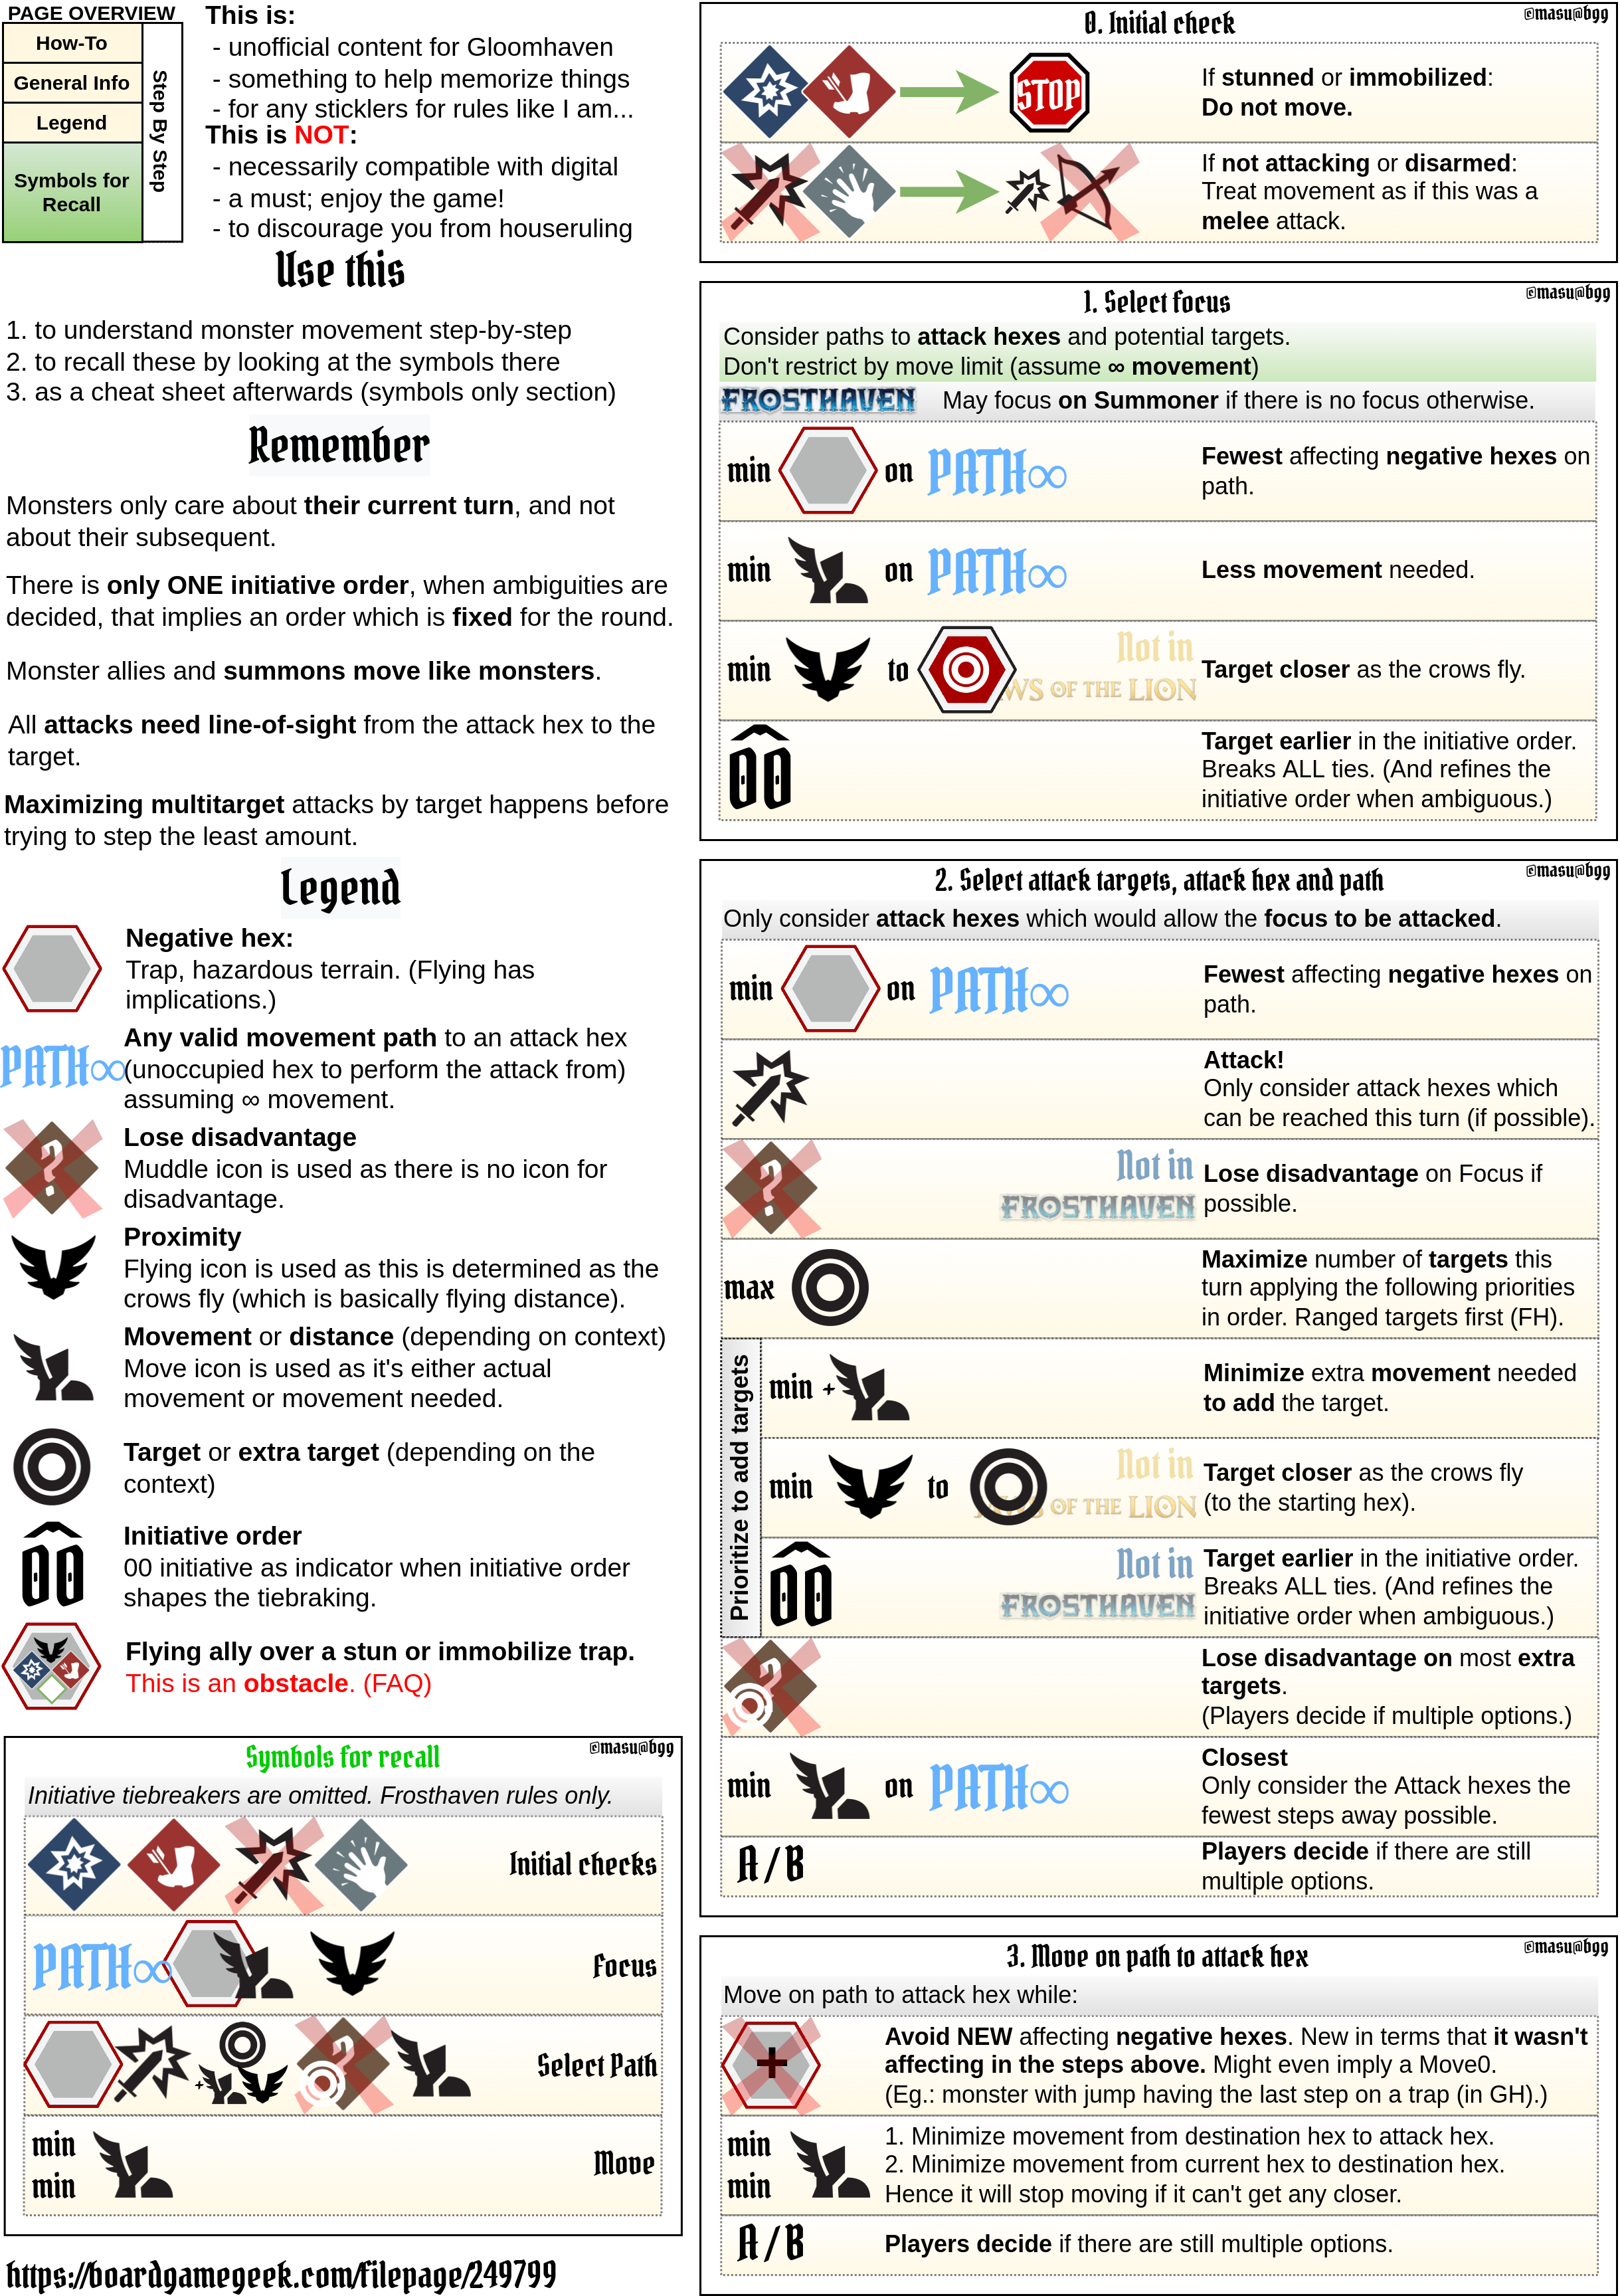 PAGE OVERVIEW
How-To
General Info
Legend
Symbols for
Recall
Step By Step
This is:
- unofficial content for Gloomhaven
- something to help memorize things
- for any sticklers for rules like I am...
This is NOT:
- necessarily compatible with digital
- a must; enjoy the game!
- to discourage you from houseruling
Use this
1. to understand monster movement step-by-step
2. to recall these by looking at the symbols there
3. as a cheat sheet afterwards (symbols only section)
Remember
Monsters only care about their current turn, and not
about their subsequent.
There is only ONE initiative order, when ambiguities are
decided, that implies an order which is fixed for the round.
Monster allies and summons move like monsters.
All attacks need line-of-sight from the attack hex to the
target.
Maximizing multitarget attacks by target happens before
trying to step the least amount.
Legend
Negative hex:
Trap, hazardous terrain. (Flying has
implications.)
PATH∞
Any valid movement path to an attack hex
(unoccupied hex to perform the attack from)
assuming ∞ movement.
?
Lose disadvantage
Muddle icon is used as there is no icon for
disadvantage.
Proximity
Flying icon is used as this is determined as the
crows fly (which is basically flying distance).
Movement or distance (depending on context)
Move icon is used as it's either actual
movement or movement needed.
Target or extra target (depending on the
context)
00
Initiative order
00 initiative as indicator when initiative order
shapes the tiebraking.
Flying ally over a stun or immobilize trap.
This is an obstacle. (FAQ)
Symbols for recall
©masu@bgg
Initiative tiebreakers are omitted. Frosthaven rules only.
Initial checks
PATH∞
Focus
+
?
Select Path
min
min
Move
https://boardgamegeek.com/filepage/249799
0. Initial check
©masu@bgg
STOP
If stunned or immobilized:
Do not move.
If not attacking or disarmed:
Treat movement as if this was a
melee attack.
1. Select focus
©masu@bgg
Consider paths to attack hexes and potential targets.
Don't restrict by move limit (assume ∞ movement)
FROSTHAVEN May focus on Summoner if there is no focus otherwise.
min on PATH∞
Fewest affecting negative hexes on
path.
min on PATH∞
Less movement needed.
min to
Not in
WS OF THE LION
Target closer as the crows fly.
00
Target earlier in the initiative order.
Breaks ALL ties. (And refines the
initiative order when ambiguous.)
2. Select attack targets, attack hex and path
©masu@bgg
Only consider attack hexes which would allow the focus to be attacked.
min on PATH∞
Fewest affecting negative hexes on
path.
Attack!
Only consider attack hexes which
can be reached this turn (if possible).
?
Not in
FROSTHAVEN
Lose disadvantage on Focus if
possible.
max
Maximize number of targets this
turn applying the following priorities
in order. Ranged targets first (FH).
Prioritize to add targets
min +
Minimize extra movement needed
to add the target.
min to
Not in
OF THE LION
Target closer as the crows fly
(to the starting hex).
00
Not in
FROSTHAVEN
Target earlier in the initiative order.
Breaks ALL ties. (And refines the
initiative order when ambiguous.)
?
Lose disadvantage on most extra
targets.
(Players decide if multiple options.)
min on PATH∞
Closest
Only consider the Attack hexes the
fewest steps away possible.
A/B
Players decide if there are still
multiple options.
3. Move on path to attack hex
©masu@bgg
Move on path to attack hex while:
+
Avoid NEW affecting negative hexes. New in terms that it wasn't
affecting in the steps above. Might even imply a Move0.
(Eg.: monster with jump having the last step on a trap (in GH).)
min
min
1. Minimize movement from destination hex to attack hex.
2. Minimize movement from current hex to destination hex.
Hence it will stop moving if it can't get any closer.
A/B
Players decide if there are still multiple options.